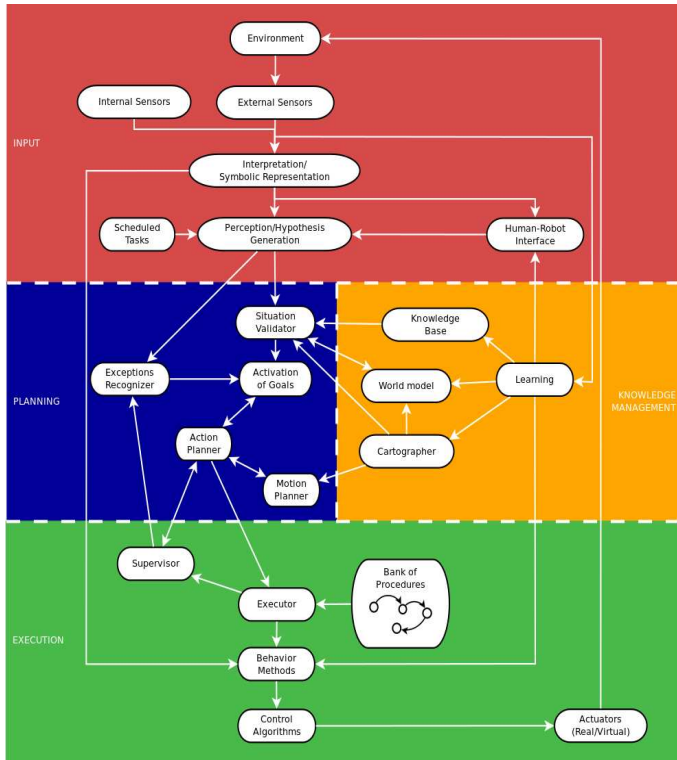 Environment
Internal Sensors
External Sensors
INPUT
Interpretation/
Symbolic Representation
Scheduled
Tasks
Perception/Hypothesis
Generation
Human-Robot
Interface
Situation
Validator
Knowledge
Base
Exceptions
Recognizer
Activation
of Goals
World model
Learning
PLANNING
KNOWLEDGE
MANAGEMENT
Action
Planner
Cartographer
Motion
Planner
Supervisor
Bank of
Procedures
Executor
EXECUTION
Behavior
Methods
Control
Algorithms
Actuators
(Real/Virtual)